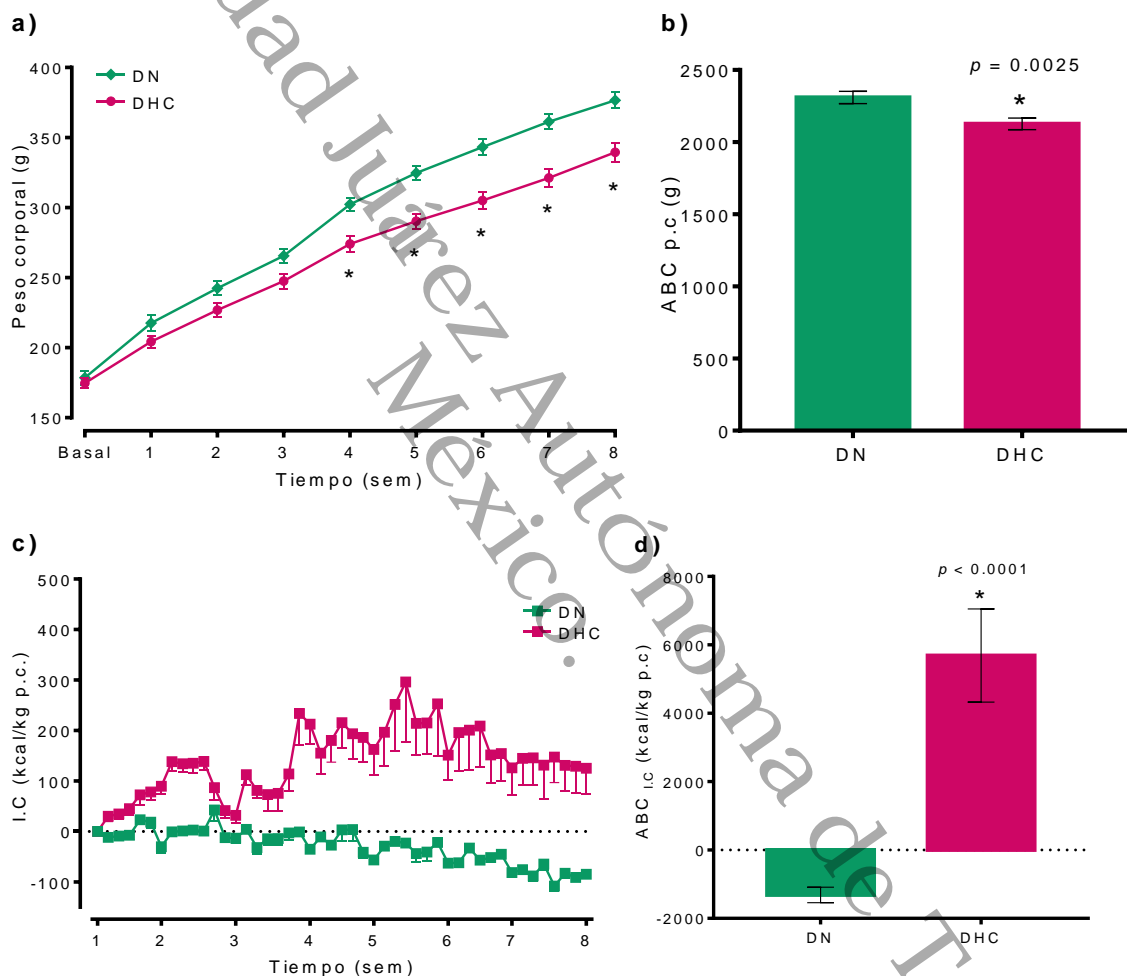 a)
DN
DHC
Peso corporal (g)
400
350
300
250
200
150
*
*
*
*
*
Basal 1 2 3 4 5 6 7 8
Tiempo (sem)
b)
p = 0.0025
*
ABC p.c (g)
2500
2000
1500
1000
500
0
DN DHC
c)
DN
DHC
I.C (kcal/kg p.c.)
500
400
300
200
100
0
-100
1 2 3 4 5 6 7 8
Tiempo (sem)
d)
p < 0.0001
*
ABC I.C (kcal/kg p.c)
8000
6000
4000
2000
0
-2000
DN DHC
dad Juárez Autónoma de T
México.